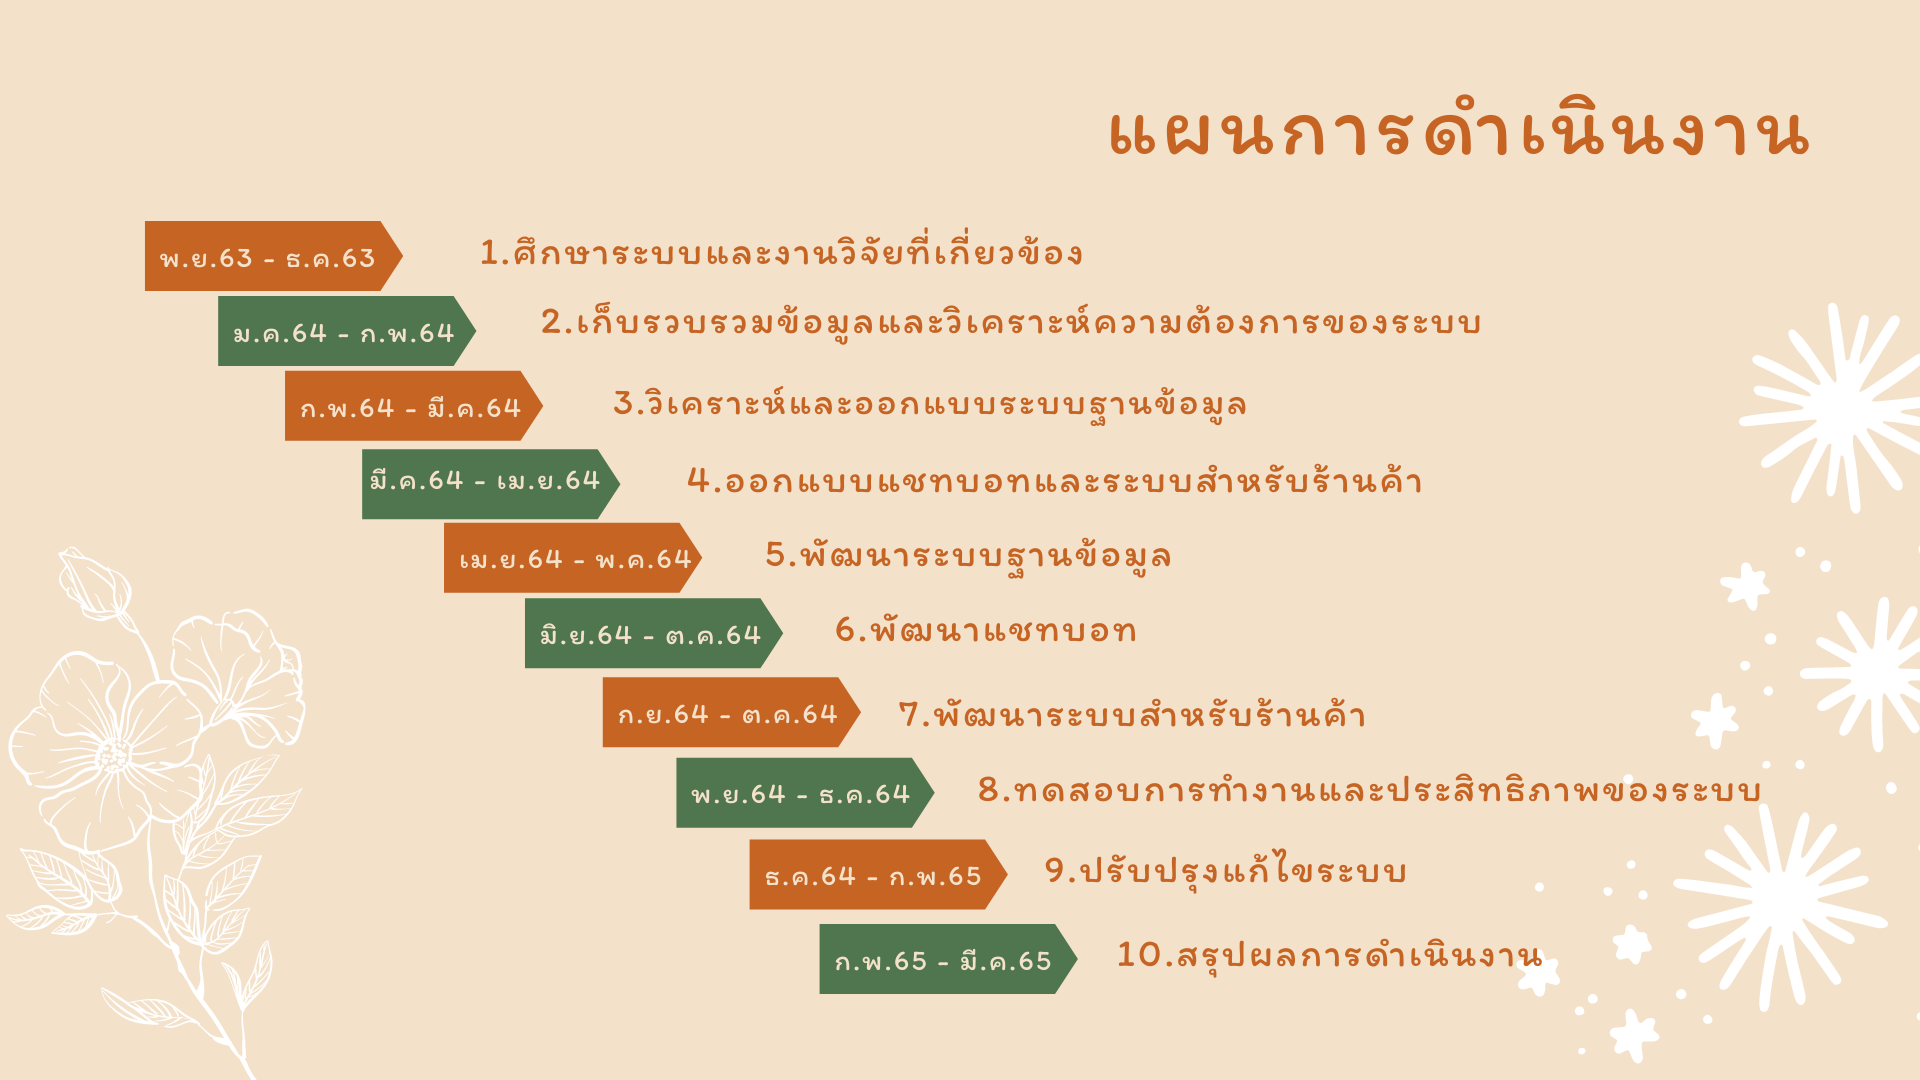 แผนการดำเนินงาน
พ.ย.63 - ธ.ค.63
1.ศึกษาระบบและงานวิจัยที่เกี่ยวข้อง
ม.ค.64 - ก.พ.64
2.เก็บรวบรวมข้อมูลและวิเคราะห์ความต้องการของระบบ
ก.พ.64 - มี.ค.64
3.วิเคราะห์และออกแบบระบบฐานข้อมูล
มี.ค.64 - เม.ย.64
4.ออกแบบแชทบอทและระบบสำหรับร้านค้า
เม.ย.64 - พ.ค.64
5.พัฒนาระบบฐานข้อมูล
มิ.ย.64 - ต.ค.64
6.พัฒนาแชทบอท
ก.ย.64 - ต.ค.64
7.พัฒนาระบบสำหรับร้านค้า
พ.ย.64 - ธ.ค.64
8.ทดสอบการทำงานและประสิทธิภาพของระบบ
ธ.ค.64 - ก.พ.65
9.ปรับปรุงแก้ไขระบบ
ก.พ.65 - มี.ค.65
10.สรุปผลการดำเนินงาน